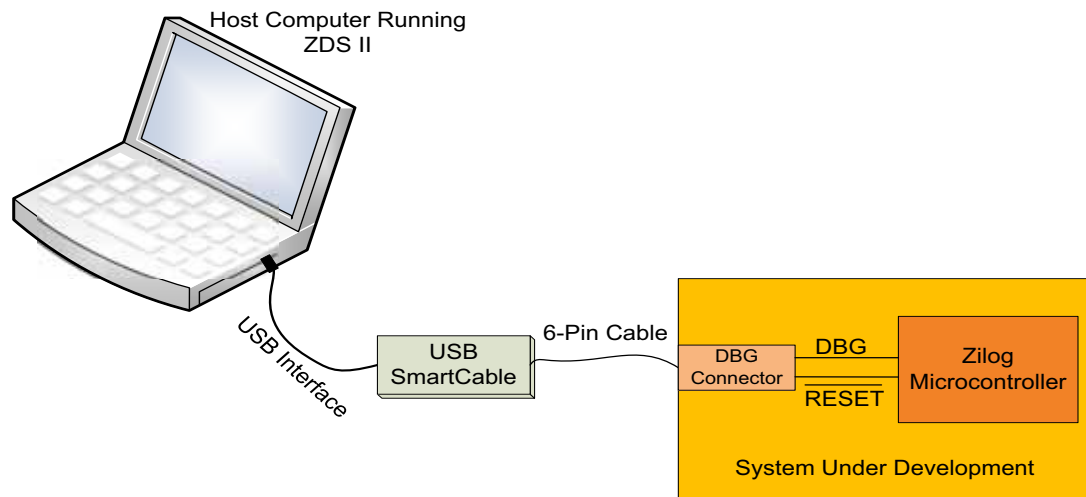 Host Computer Running
ZDS II
USB Interface
USB
SmartCable
6-Pin Cable
DBG
Connector
DBG
RESET
Zilog
Microcontroller
System Under Development